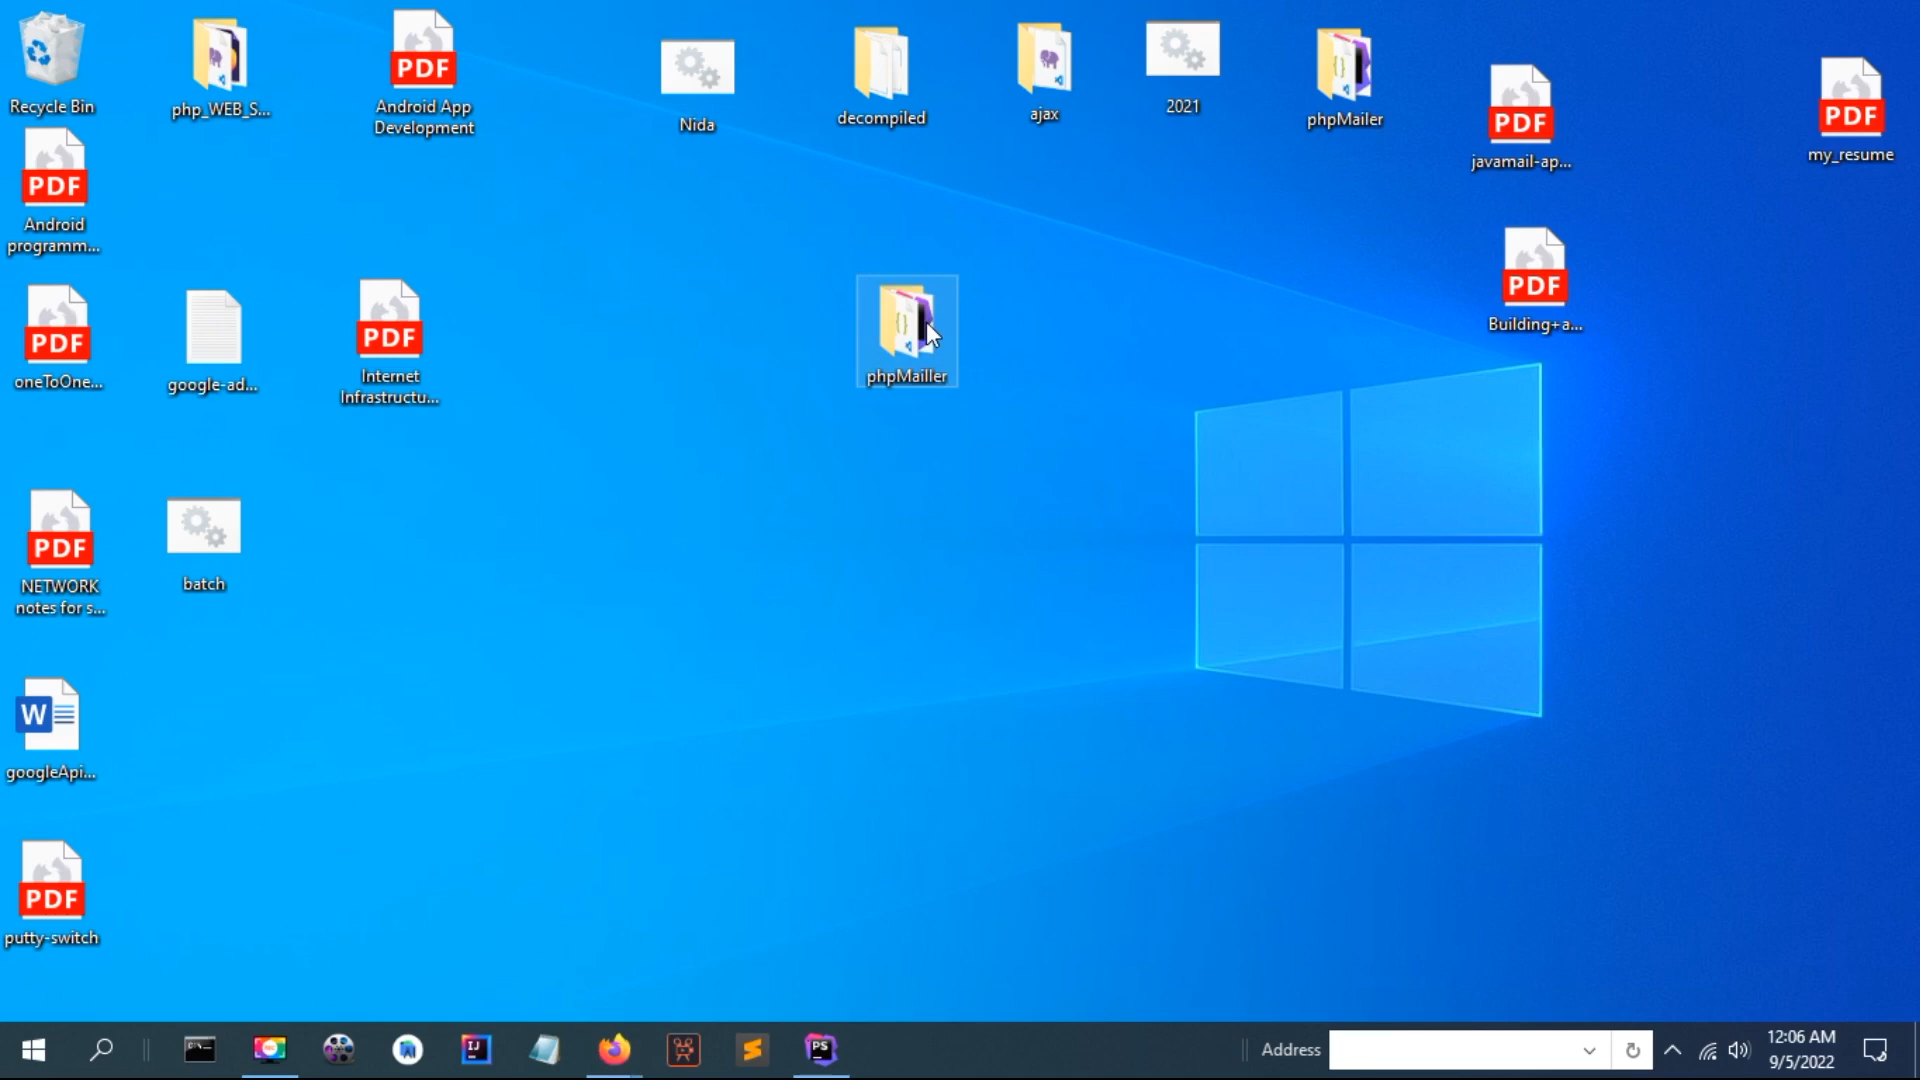 Recycle Bin
php_WEB_S...
PDF
Android App
Development
Nida
decompiled
ajax
2021
phpMailer
PDF
javamail-ap...
PDF
my_resume
PDF
Android
programm...
PDF
oneToOne...
google-ad...
PDF
Internet
Infrastructu...
{}
phpMailler
PDF
Building+a...
PDF
NETWORK
notes for s...
batch
W
googleApi...
PDF
putty-switch
IJ
PS
Address
12:06 AM
9/5/2022